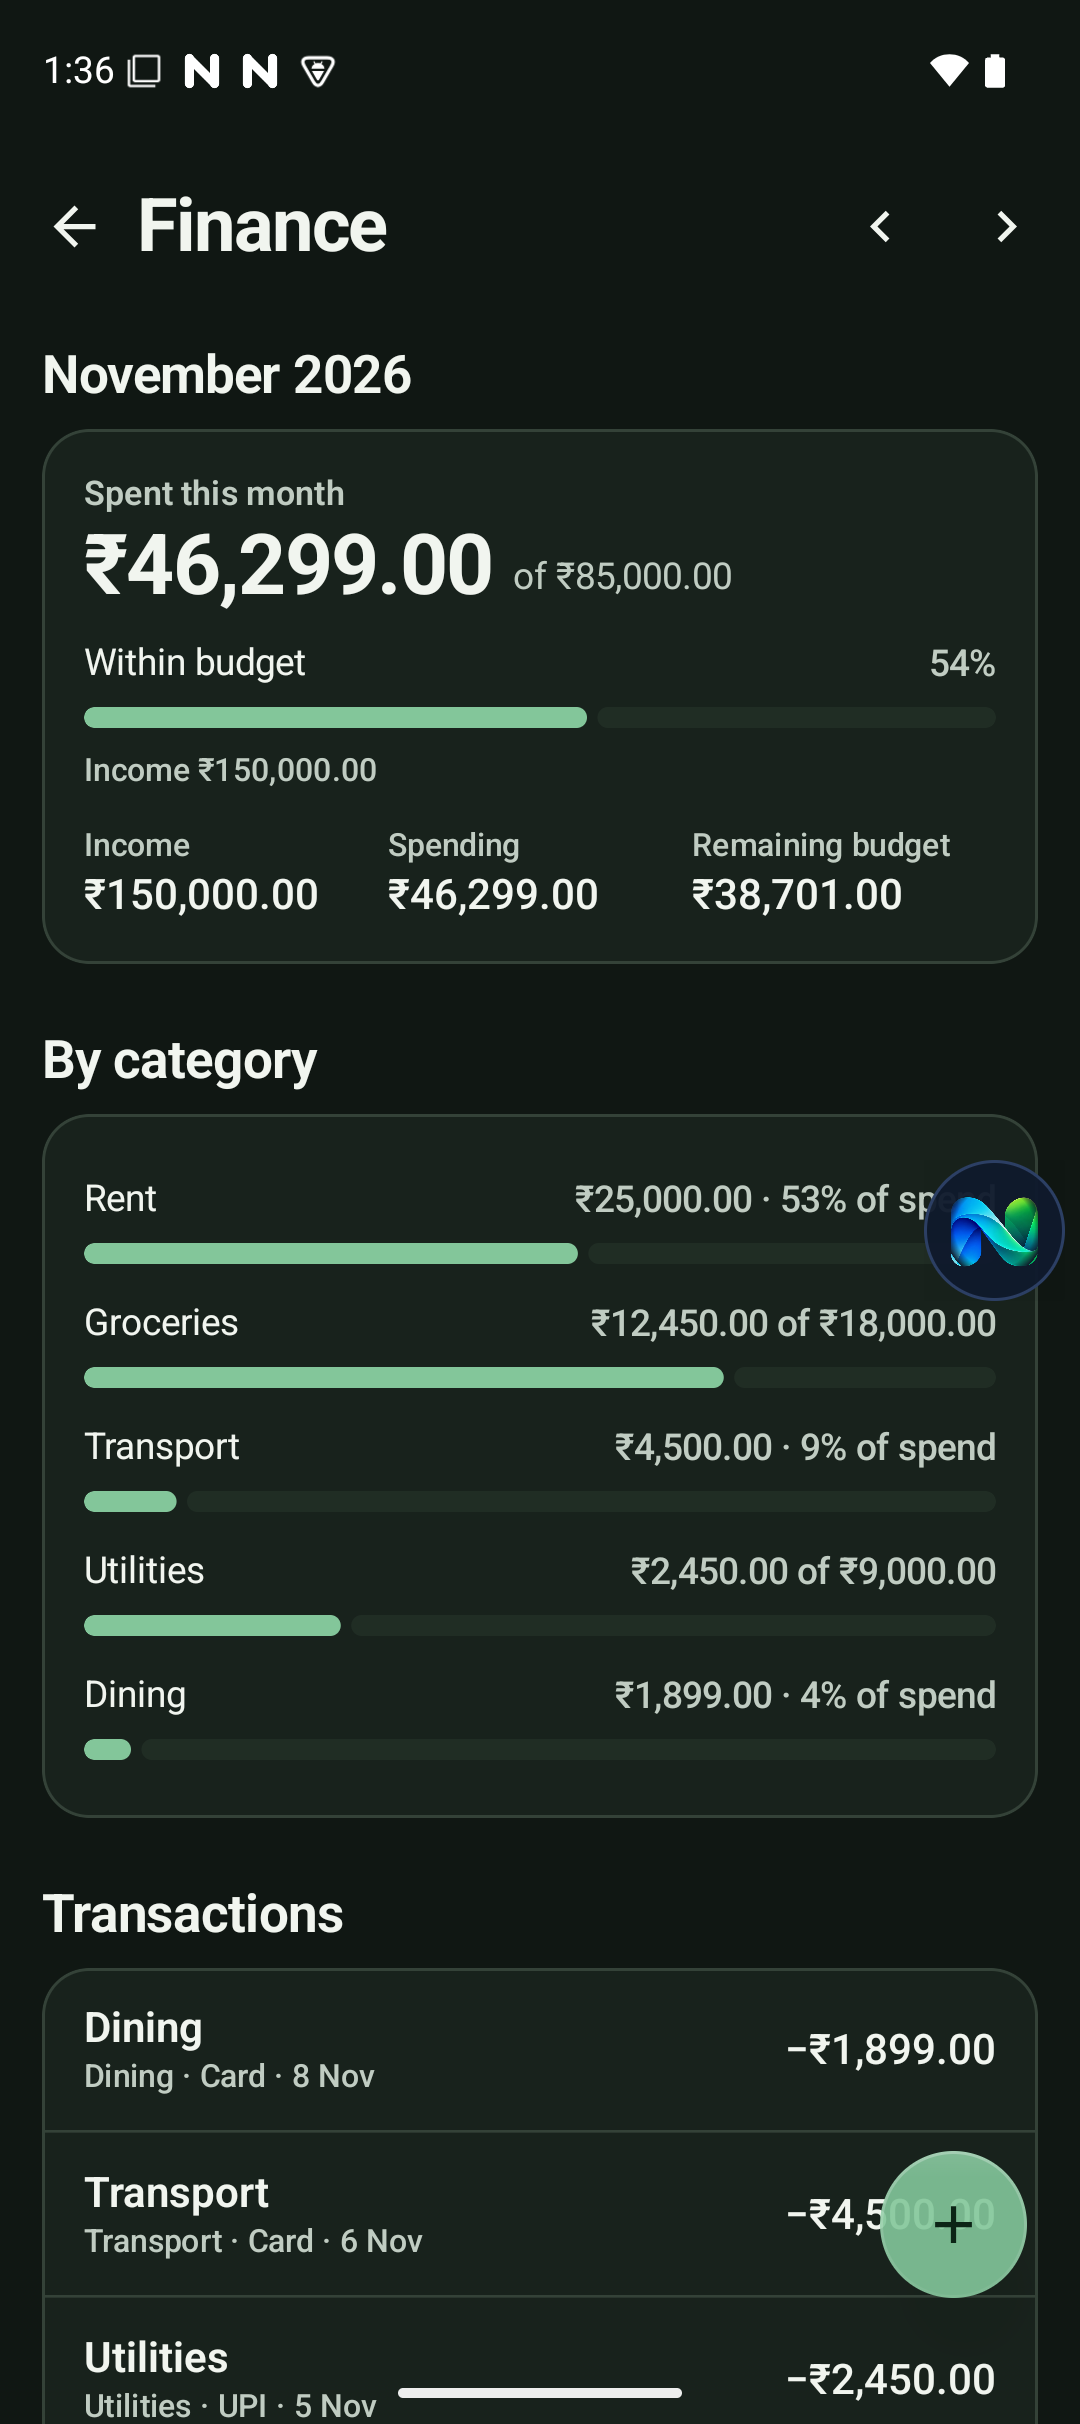 1:36
Finance
November 2026
Spent this month
₹46,299.00 of ₹85,000.00
Within budget 54%
Income ₹150,000.00
Income Spending Remaining budget
₹150,000.00 ₹46,299.00 ₹38,701.00
By category
Rent ₹25,000.00 · 53% of spend
Groceries ₹12,450.00 of ₹18,000.00
Transport ₹4,500.00 · 9% of spend
Utilities ₹2,450.00 of ₹9,000.00
Dining ₹1,899.00 · 4% of spend
Transactions
Dining
−₹1,899.00
Dining · Card · 8 Nov
Transport
−₹4,500.00
Transport · Card · 6 Nov
Utilities
−₹2,450.00
Utilities · UPI · 5 Nov